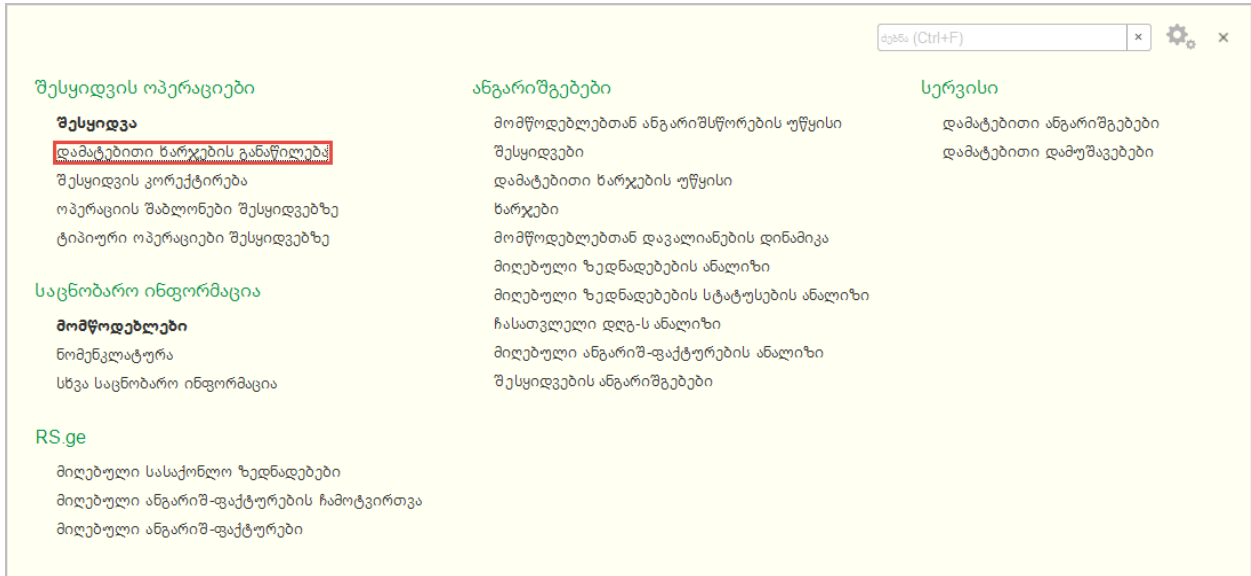 ძებნა (Ctrl+F)
შესყიდვის ოპერაციები
შესყიდვა
დამატებითი ხარჯების განაწილება
შესყიდვის კორექტირება
ოპერაციის შაბლონები შესყიდვებზე
ტიპიური ოპერაციები შესყიდვებზე
საცნობარო ინფორმაცია
მომწოდებლები
ნომენკლატურა
სხვა საცნობარო ინფორმაცია
RS.ge
მიღებული სასაქონლო ზედნადებები
მიღებული ანგარიშ-ფაქტურების ჩამოტვირთვა
მიღებული ანგარიშ-ფაქტურები
ანგარიშგებები
მომწოდებლებთან ანგარიშსწორების უწყისი
შესყიდვები
დამატებითი ხარჯების უწყისი
ხარჯები
მომწოდებლებთან დავალიანების დინამიკა
მიღებული ზედნადებების ანალიზი
მიღებული ზედნადებების სტატუსების ანალიზი
ჩასათვლელი დღგ-ს ანალიზი
მიღებული ანგარიშ-ფაქტურების ანალიზი
შესყიდვების ანგარიშგებები
სერვისი
დამატებითი ანგარიშგებები
დამატებითი დამუშავებები